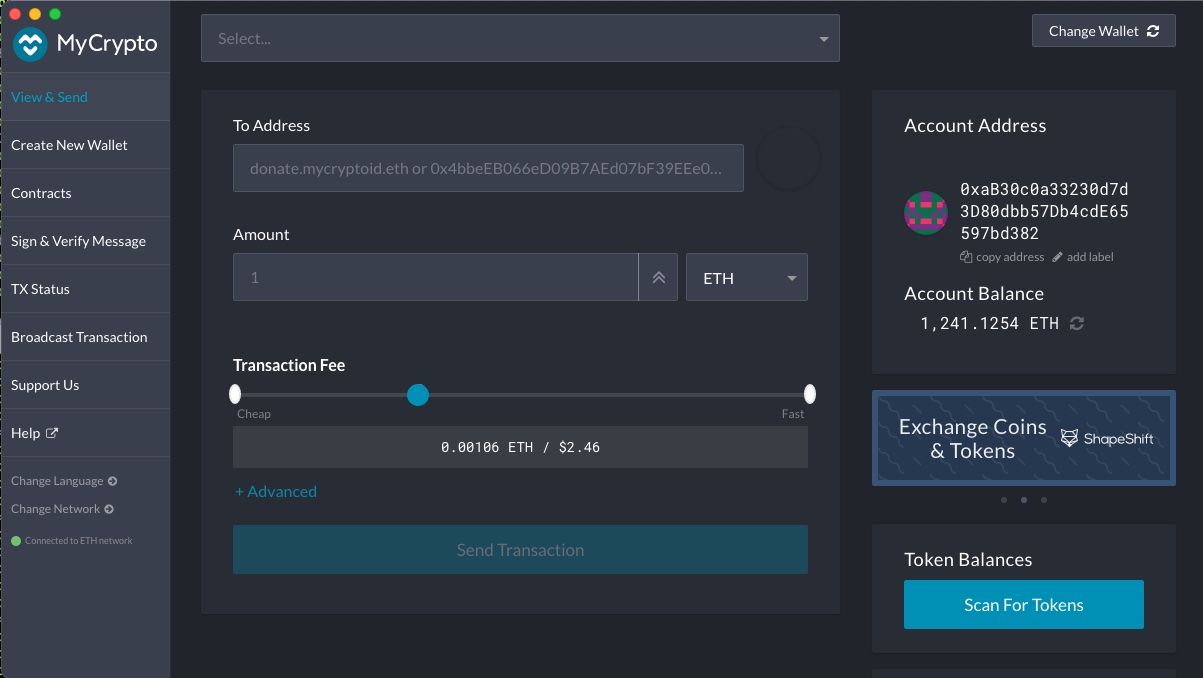 MyCrypto
View & Send
Create New Wallet
Contracts
Sign & Verify Message
TX Status
Broadcast Transaction
Support Us
Help
Change Language
Change Network
Connected to ETH network
Select...
Change Wallet
To Address
donate.mycryptoid.eth or 0x4bbeEB066eD09B7AEd07bF39EEe0...
Amount
1
ETH
Transaction Fee
Cheap
Fast
0.00106 ETH / $2.46
+ Advanced
Send Transaction
Account Address
0xaB30c0a33230d7d
3D80dbb57Db4cdE65
597bd382
copy address add label
Account Balance
1,241.1254 ETH
Exchange Coins
& Tokens
ShapeShift
Token Balances
Scan For Tokens